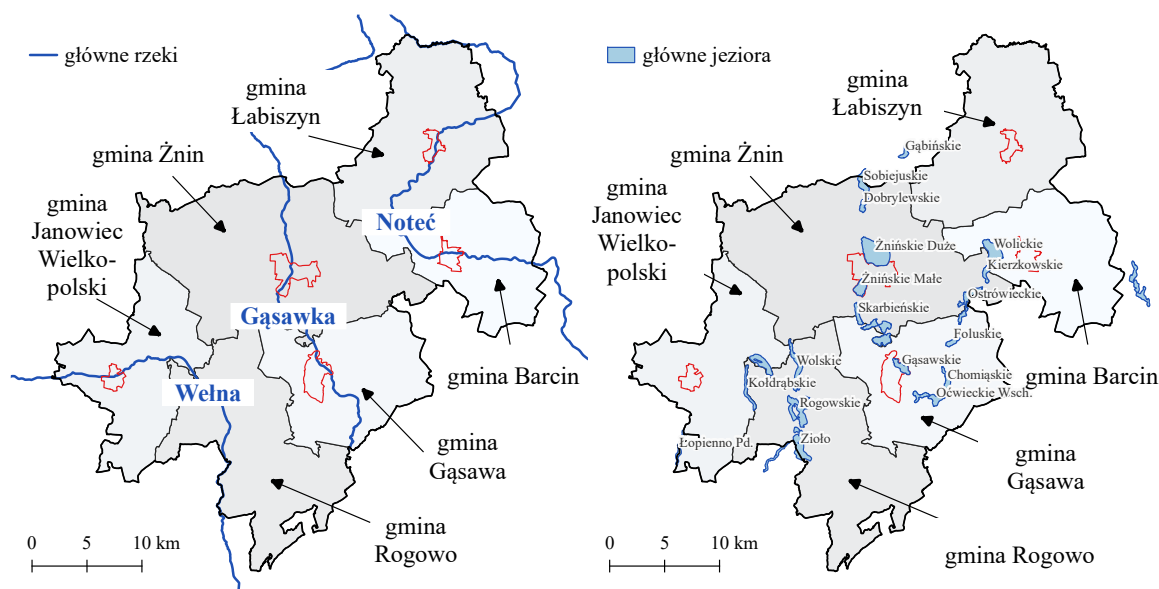 główne rzeki
gmina
Łabiszyn
gmina Żnin
gmina
Janowiec
Wielko-
polski
Noteć
Gąsawka
Wełna
gmina Barcin
gmina
Gąsawa
gmina
Rogowo
0 5 10 km
główne jeziora
gmina
Łabiszyn
gmina Żnin
gmina
Janowiec
Wielko-
polski
Gąbińskie
Sobiejuskie
Dobrylewskie
Żnińskie Duże
Wolickie
Kierzkowskie
Żnińskie Małe
Ostrówieckie
Skarbieńskie
Foluskie
Wolskie
Gąsawskie
Chomiąskie
Kołdrąbskie
Oćwieckie Wsch.
Rogowskie
Łopienno Pd.
Zioło
gmina Barcin
gmina
Gąsawa
gmina Rogowo
0 5 10 km